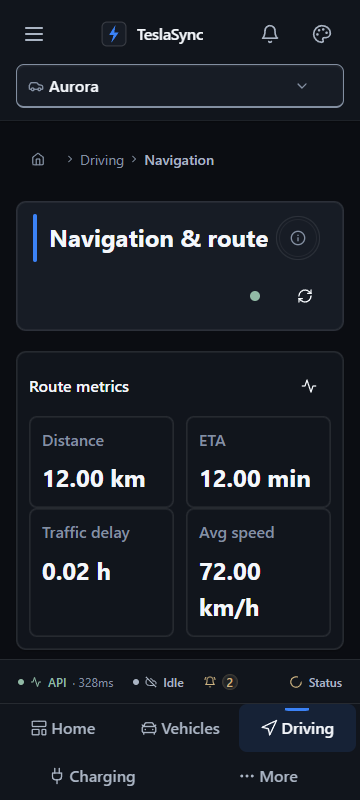 TeslaSync
Aurora
Driving Navigation
Navigation & route
Route metrics
Distance
12.00 km
ETA
12.00 min
Traffic delay
0.02 h
Avg speed
72.00
km/h
API · 328ms Idle 2 Status
Home Vehicles Driving
Charging More